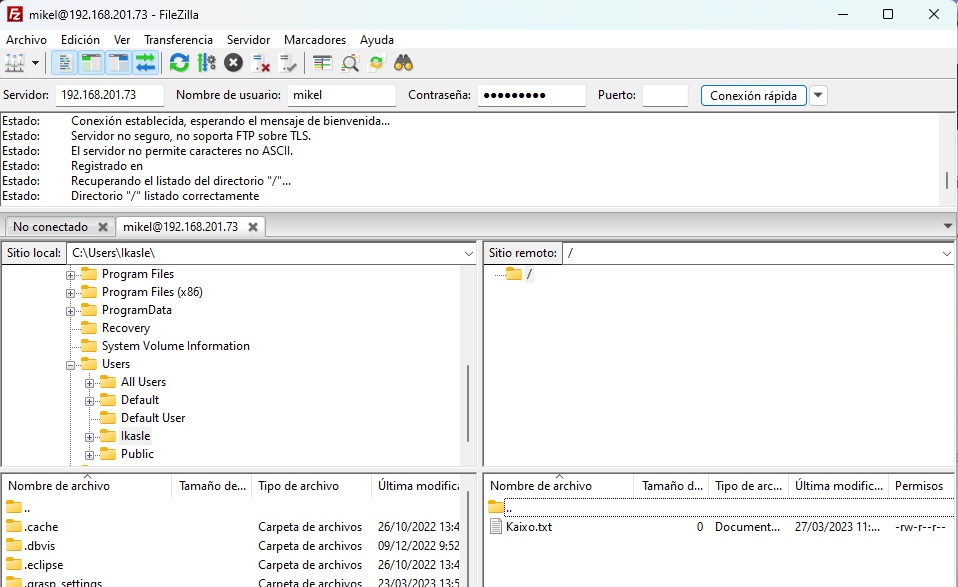 mikel@192.168.201.73 - FileZilla
Archivo Edición Ver Transferencia Servidor Marcadores Ayuda
Servidor: 192.168.201.73 Nombre de usuario: mikel Contraseña: ●●●●●●●●● Puerto: Conexión rápida
Estado: Conexión establecida, esperando el mensaje de bienvenida...
Estado: Servidor no seguro, no soporta FTP sobre TLS.
Estado: El servidor no permite caracteres no ASCII.
Estado: Registrado en
Estado: Recuperando el listado del directorio "/"...
Estado: Directorio "/" listado correctamente
No conectado mikel@192.168.201.73
Sitio local: C:\Users\Ikasle\
Program Files
Program Files (x86)
ProgramData
Recovery
System Volume Information
Users
All Users
Default
Default User
Ikasle
Public
Sitio remoto: /
/
Nombre de archivo Tamaño de... Tipo de archivo Última modifica
..
.cache Carpeta de archivos 26/10/2022 13:4
.dbvis Carpeta de archivos 09/12/2022 9:52
.eclipse Carpeta de archivos 26/10/2022 13:4
.grasp_settings Carpeta de archivos 23/03/2023 13:5
Nombre de archivo Tamaño d... Tipo de arc... Última modific... Permisos
..
Kaixo.txt 0 Document... 27/03/2023 11:... -rw-r--r--